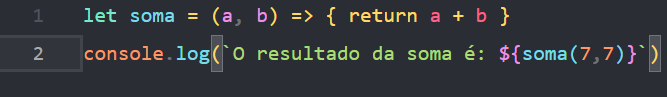 1 let soma = (a, b) => { return a + b }
2 console.log(`O resultado da soma é: ${soma(7,7)}`)